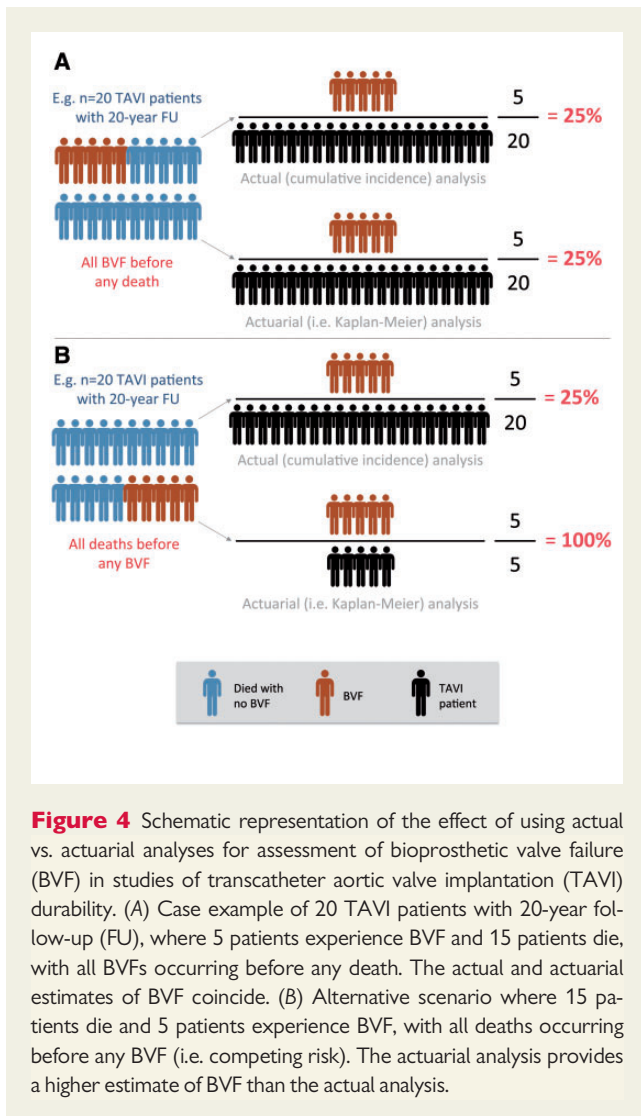 A
E.g. n=20 TAVI patients
with 20-year FU
All BVF before
any death
5
20
= 25%
Actual (cumulative incidence) analysis
5
20
= 25%
Actuarial (i.e. Kaplan-Meier) analysis
B
E.g. n=20 TAVI patients
with 20-year FU
All deaths before
any BVF
5
20
= 25%
Actual (cumulative incidence) analysis
5
5
= 100%
Actuarial (i.e. Kaplan-Meier) analysis
Died with
no BVF
BVF
TAVI
patient
Figure 4 Schematic representation of the effect of using actual
vs. actuarial analyses for assessment of bioprosthetic valve failure
(BVF) in studies of transcatheter aortic valve implantation (TAVI)
durability. (A) Case example of 20 TAVI patients with 20-year fol-
low-up (FU), where 5 patients experience BVF and 15 patients die,
with all BVFs occurring before any death. The actual and actuarial
estimates of BVF coincide. (B) Alternative scenario where 15 pa-
tients die and 5 patients experience BVF, with all deaths occurring
before any BVF (i.e. competing risk). The actuarial analysis provides
a higher estimate of BVF than the actual analysis.